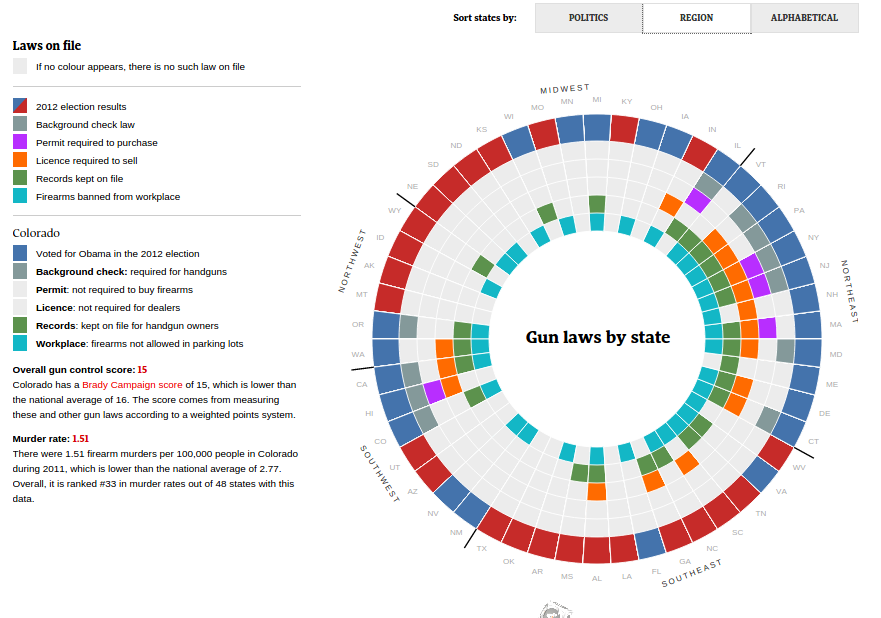 Sort states by:
POLITICS
REGION
ALPHABETICAL
Laws on file
If no colour appears, there is no such law on file
2012 election results
Background check law
Permit required to purchase
Licence required to sell
Records kept on file
Firearms banned from workplace
Colorado
Voted for Obama in the 2012 election
Background check: required for handguns
Permit: not required to buy firearms
Licence: not required for dealers
Records: kept on file for handgun owners
Workplace: firearms not allowed in parking lots
Overall gun control score: 15
Colorado has a Brady Campaign score of 15, which is lower than
the national average of 16. The score comes from measuring
these and other gun laws according to a weighted points system.
Murder rate: 1.51
There were 1.51 firearm murders per 100,000 people in Colorado
during 2011, which is lower than the national average of 2.77.
Overall, it is ranked #33 in murder rates out of 48 states with this
data.
Gun laws by state
MIDWEST
NE
SD
ND
KS
WI
MO
MN
MI
KY
OH
IA
IN
IL
NORTHEAST
VT
RI
PA
NY
NJ
NH
MA
MD
ME
DE
CT
SOUTHEAST
WV
VA
TN
SC
NC
GA
FL
LA
AL
MS
AR
OK
TX
SOUTHWEST
NM
NV
AZ
UT
CO
HI
CA
NORTHWEST
WA
OR
MT
AK
ID
WY